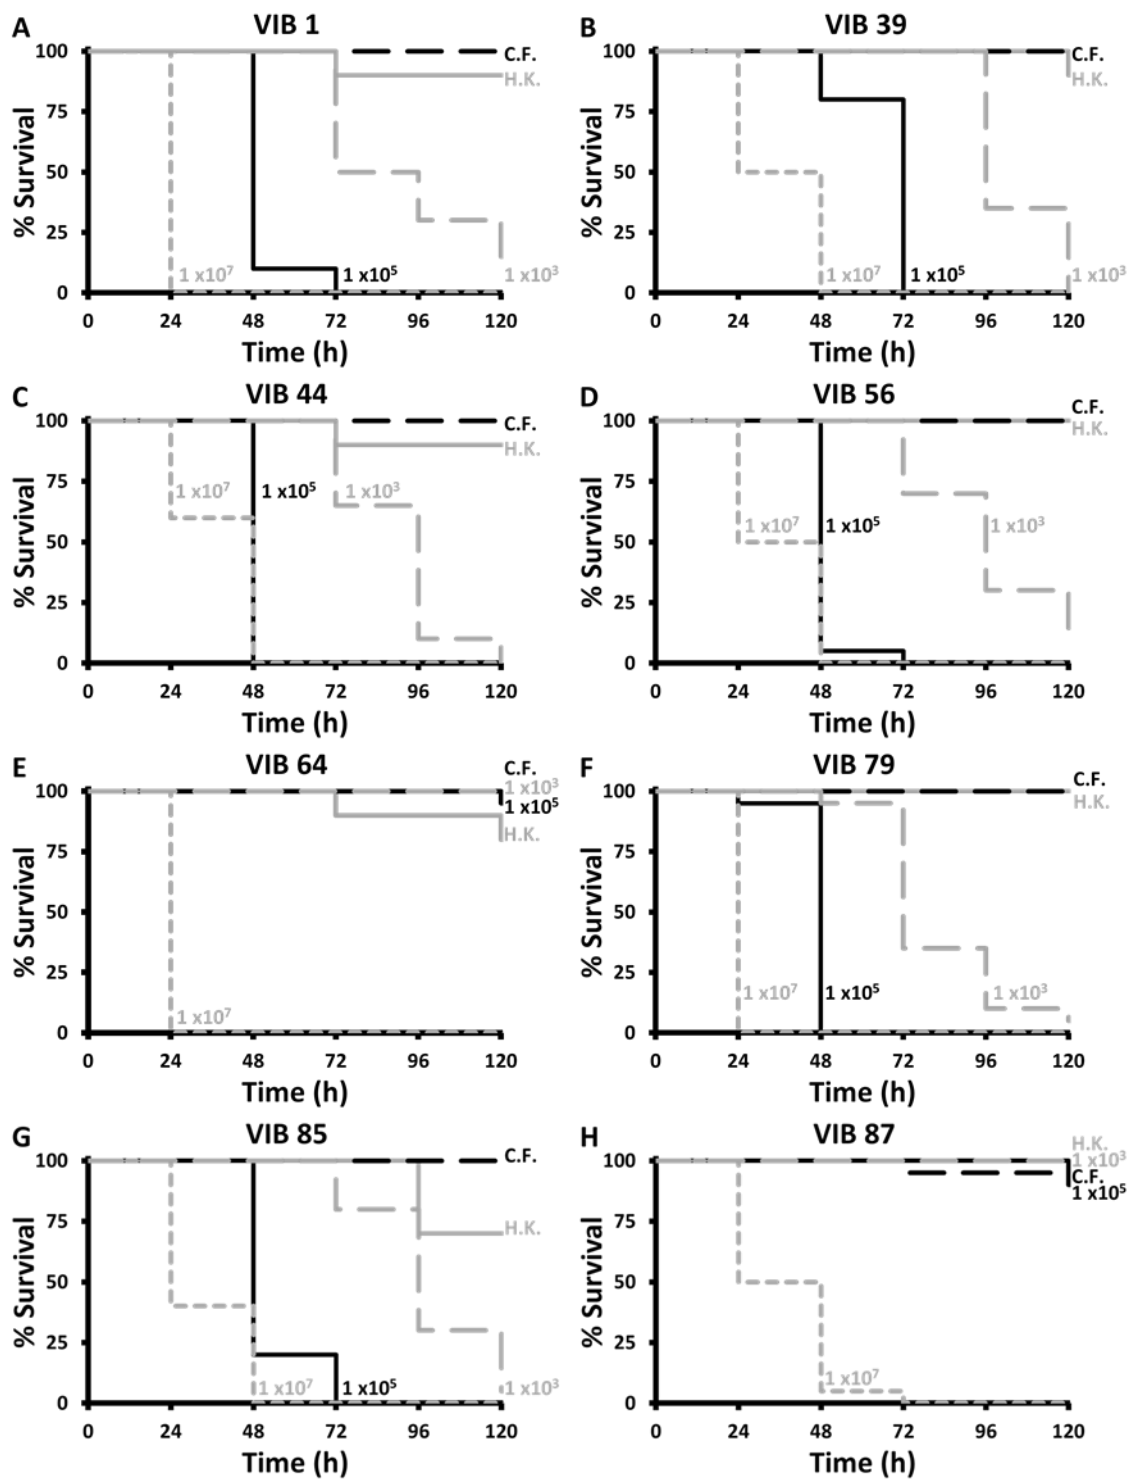 A VIB 1
100
75
50
25
0
% Survival
C.F.
H.K.
1 x10⁷
1 x10⁵
1 x10³
0 24 48 72 96 120
Time (h)
B VIB 39
100
75
50
25
0
% Survival
C.F.
H.K.
1 x10⁷
1 x10⁵
1 x10³
0 24 48 72 96 120
Time (h)
C VIB 44
100
75
50
25
0
% Survival
C.F.
H.K.
1 x10⁷
1 x10⁵
1 x10³
0 24 48 72 96 120
Time (h)
D VIB 56
100
75
50
25
0
% Survival
C.F.
H.K.
1 x10⁷
1 x10⁵
1 x10³
0 24 48 72 96 120
Time (h)
E VIB 64
100
75
50
25
0
% Survival
C.F.
1 x10³
1 x10⁵
H.K.
1 x10⁷
0 24 48 72 96 120
Time (h)
F VIB 79
100
75
50
25
0
% Survival
C.F.
H.K.
1 x10⁷
1 x10⁵
1 x10³
0 24 48 72 96 120
Time (h)
G VIB 85
100
75
50
25
0
% Survival
C.F.
H.K.
1 x10⁷
1 x10⁵
1 x10³
0 24 48 72 96 120
Time (h)
H VIB 87
100
75
50
25
0
% Survival
H.K.
1 x10³
C.F.
1 x10⁵
1 x10⁷
0 24 48 72 96 120
Time (h)